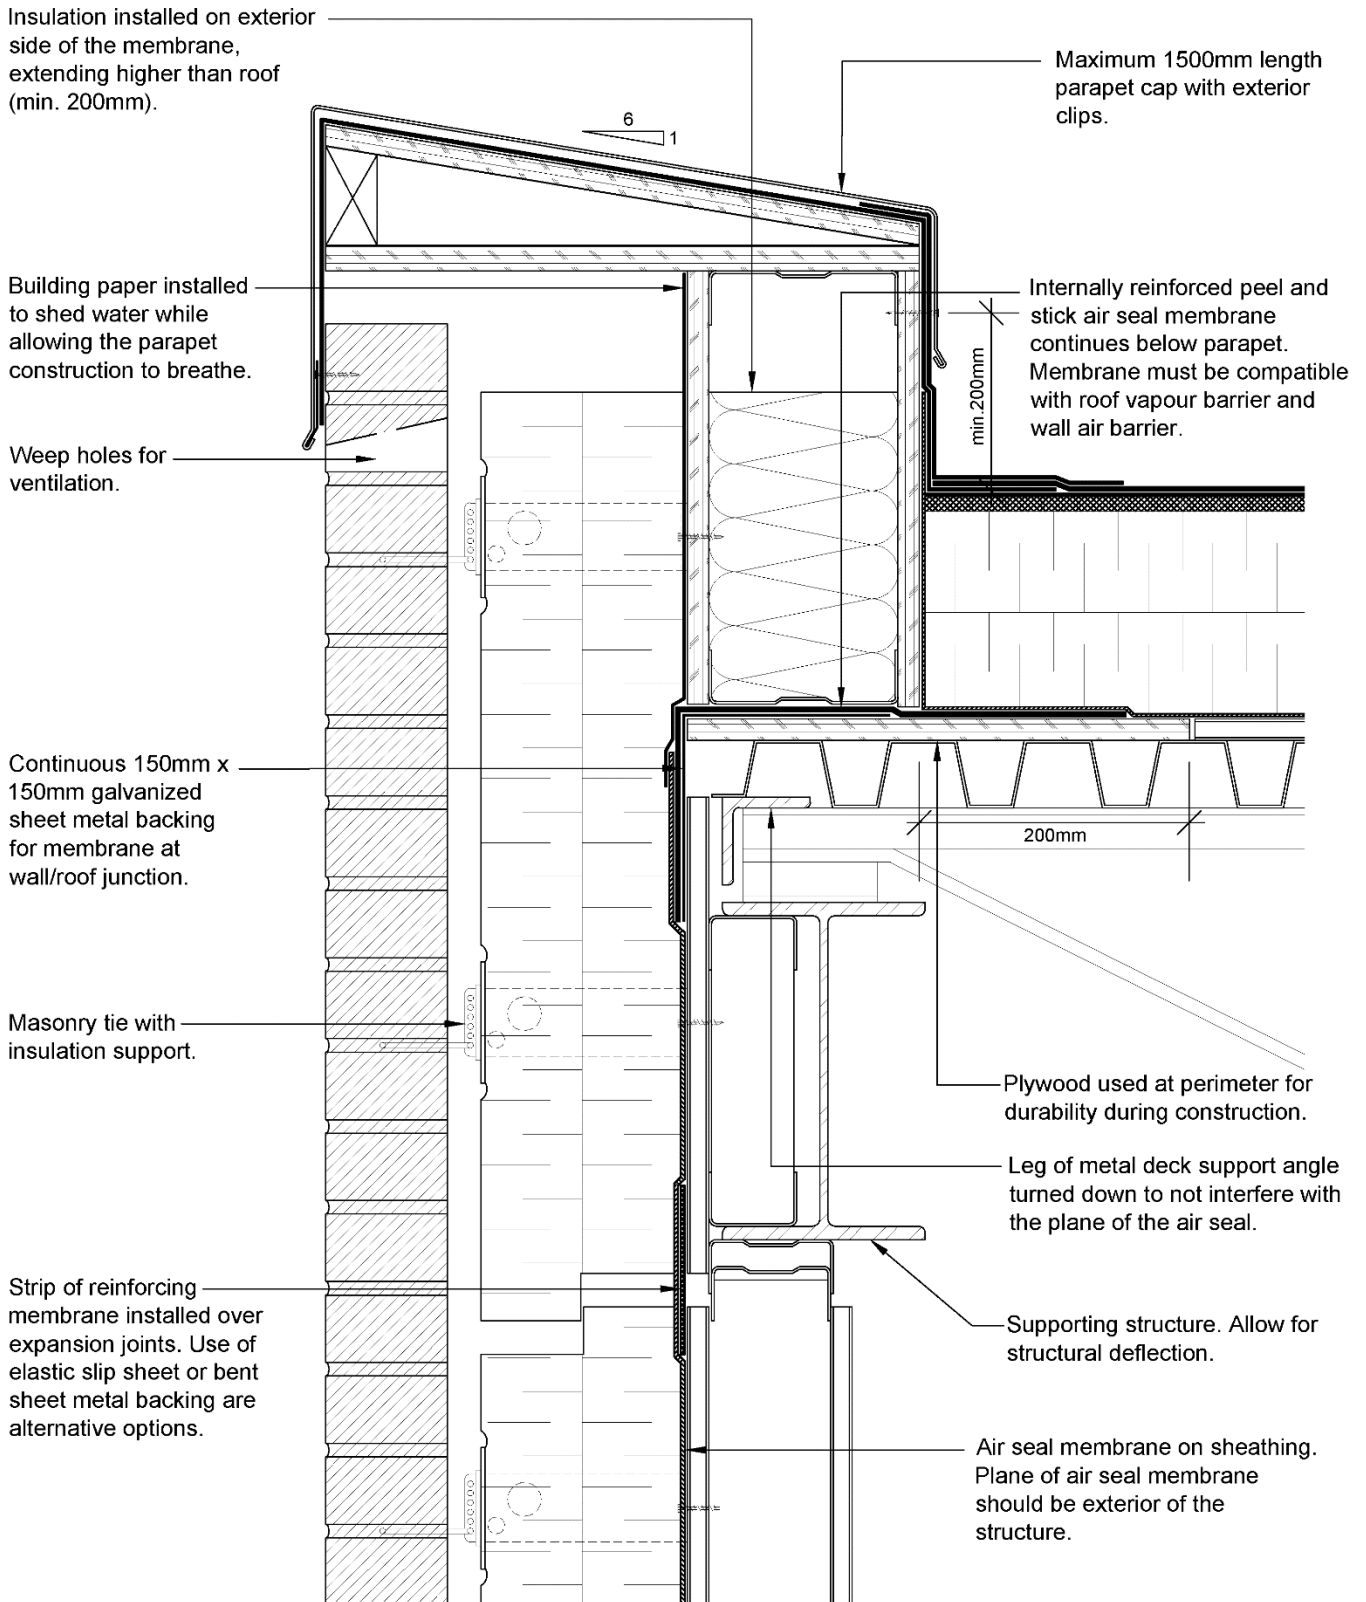 Insulation installed on exterior
side of the membrane,
extending higher than roof
(min. 200mm).
Maximum 1500mm length
parapet cap with exterior
clips.
6
1
Building paper installed
to shed water while
allowing the parapet
construction to breathe.
Internally reinforced peel and
stick air seal membrane
continues below parapet.
Membrane must be compatible
with roof vapour barrier and
wall air barrier.
min.200mm
Weep holes for
ventilation.
Continuous 150mm x
150mm galvanized
sheet metal backing
for membrane at
wall/roof junction.
200mm
Masonry tie with
insulation support.
Plywood used at perimeter for
durability during construction.
Leg of metal deck support angle
turned down to not interfere with
the plane of the air seal.
Strip of reinforcing
membrane installed over
expansion joints. Use of
elastic slip sheet or bent
sheet metal backing are
alternative options.
Supporting structure. Allow for
structural deflection.
Air seal membrane on sheathing.
Plane of air seal membrane
should be exterior of the
structure.